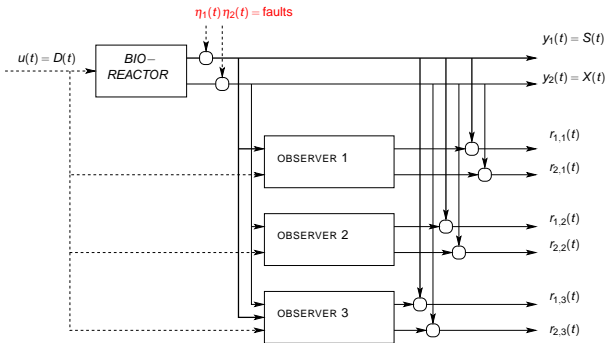 η1(t) η2(t) = faults
u(t) = D(t)
BIO−
REACTOR
y1(t) = S(t)
y2(t) = X(t)
OBSERVER 1
r1,1(t)
r2,1(t)
OBSERVER 2
r1,2(t)
r2,2(t)
OBSERVER 3
r1,3(t)
r2,3(t)